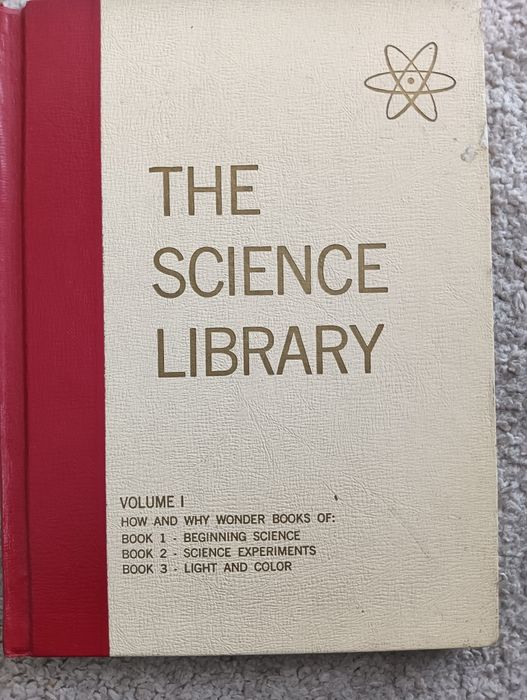 THE
SCIENCE
LIBRARY
VOLUME I
HOW AND WHY WONDER BOOKS OF:
BOOK 1 - BEGINNING SCIENCE
BOOK 2 - SCIENCE EXPERIMENTS
BOOK 3 - LIGHT AND COLOR